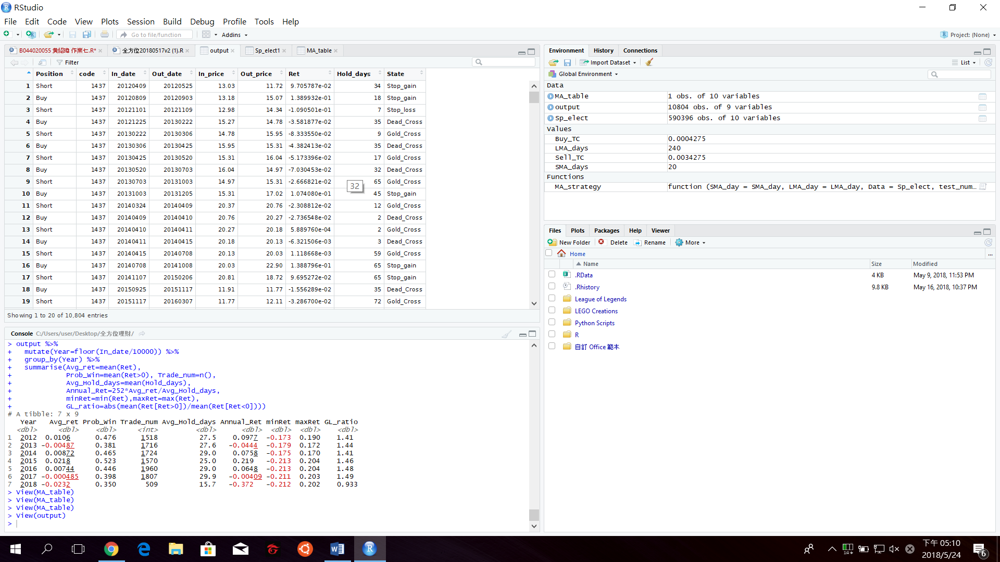 RStudio
File Edit Code View Plots Session Build Debug Profile Tools Help
Go to file/function Addins Project: (None)
B044020055 黄紹瑋 作業七.R* 全方位20180517v2 (1).R output Sp_elect1 MA_table
Filter
Position code In_date Out_date In_price Out_price Ret Hold_days State
1 Short 1437 20120409 20120525 13.03 11.72 9.705787e-02 34 Stop_gain
2 Buy 1437 20120809 20120903 13.18 15.07 1.389932e-01 18 Stop_gain
3 Short 1437 20121101 20121109 12.98 14.34 -1.090501e-01 7 Stop_loss
4 Buy 1437 20121225 20130222 15.27 14.78 -3.581877e-02 35 Dead_Cross
5 Short 1437 20130222 20130306 14.78 15.95 -8.333550e-02 9 Gold_Cross
6 Buy 1437 20130306 20130425 15.95 15.31 -4.382413e-02 35 Dead_Cross
7 Short 1437 20130425 20130520 15.31 16.04 -5.173396e-02 17 Gold_Cross
8 Buy 1437 20130520 20130703 16.04 14.97 -7.030453e-02 32 Dead_Cross
9 Short 1437 20130703 20131003 14.97 15.31 -2.666821e-02 65 Gold_Cross
32
10 Buy 1437 20131003 20131205 15.31 17.02 1.074080e-01 45 Stop_gain
11 Short 1437 20140324 20140409 20.37 20.76 -2.308812e-02 12 Gold_Cross
12 Buy 1437 20140409 20140410 20.76 20.27 -2.736548e-02 2 Dead_Cross
13 Short 1437 20140410 20140411 20.27 20.18 5.889760e-04 2 Gold_Cross
14 Buy 1437 20140411 20140415 20.18 20.13 -6.321506e-03 3 Dead_Cross
15 Short 1437 20140415 20140708 20.13 20.03 1.118668e-03 59 Gold_Cross
16 Buy 1437 20140708 20141008 20.03 22.90 1.388796e-01 65 Stop_gain
17 Short 1437 20141107 20150206 20.81 18.72 9.695272e-02 65 Stop_gain
18 Buy 1437 20150925 20151117 11.91 11.77 -1.556289e-02 35 Dead_Cross
19 Short 1437 20151117 20160307 11.77 12.11 -3.286700e-02 72 Gold_Cross
Showing 1 to 20 of 10,804 entries
Console C:/Users/user/Desktop/全方位理財/
> output %>%
+ mutate(Year=floor(In_date/10000)) %>%
+ group_by(Year) %>%
+ summarise(Avg_ret=mean(Ret),
+ Prob_Win=mean(Ret>0), Trade_num=n(),
+ Avg_Hold_days=mean(Hold_days),
+ Annual_Ret=252*Avg_ret/Avg_Hold_days,
+ minRet=min(Ret),maxRet=max(Ret),
+ GL_ratio=abs(mean(Ret[Ret>0])/mean(Ret[Ret<0])))
# A tibble: 7 x 9
Year Avg_ret Prob_Win Trade_num Avg_Hold_days Annual_Ret minRet maxRet GL_ratio
<dbl> <dbl> <dbl> <int> <dbl> <dbl> <dbl> <dbl> <dbl>
1 2012 0.0106 0.476 1518 27.5 0.0977 -0.173 0.190 1.41
2 2013 -0.00487 0.381 1716 27.6 -0.0444 -0.179 0.172 1.44
3 2014 0.00872 0.465 1724 29.0 0.0758 -0.175 0.170 1.41
4 2015 0.0218 0.523 1570 25.0 0.219 -0.213 0.204 1.46
5 2016 0.00744 0.446 1960 29.0 0.0648 -0.213 0.204 1.48
6 2017 -0.000485 0.398 1807 29.9 -0.00409 -0.211 0.203 1.49
7 2018 -0.0232 0.350 509 15.7 -0.372 -0.212 0.202 0.933
> View(MA_table)
> View(MA_table)
> View(MA_table)
> View(output)
>
Environment History Connections
Import Dataset List
Global Environment
Data
MA_table 1 obs. of 10 variables
output 10804 obs. of 9 variables
Sp_elect 590396 obs. of 10 variables
Values
Buy_TC 0.0004275
LMA_days 240
Sell_TC 0.0034275
SMA_days 20
Functions
MA_strategy function (SMA_day = SMA_day, LMA_day = LMA_day, Data = Sp_elect, test_num...
Files Plots Packages Help Viewer
New Folder Delete Rename More
Home ...
Name Size Modified
.RData 4 KB May 9, 2018, 11:53 PM
.Rhistory 9.8 KB May 16, 2018, 10:37 PM
League of Legends
LEGO Creations
Python Scripts
R
自訂 Office 範本
下午 05:10
2018/5/24
6